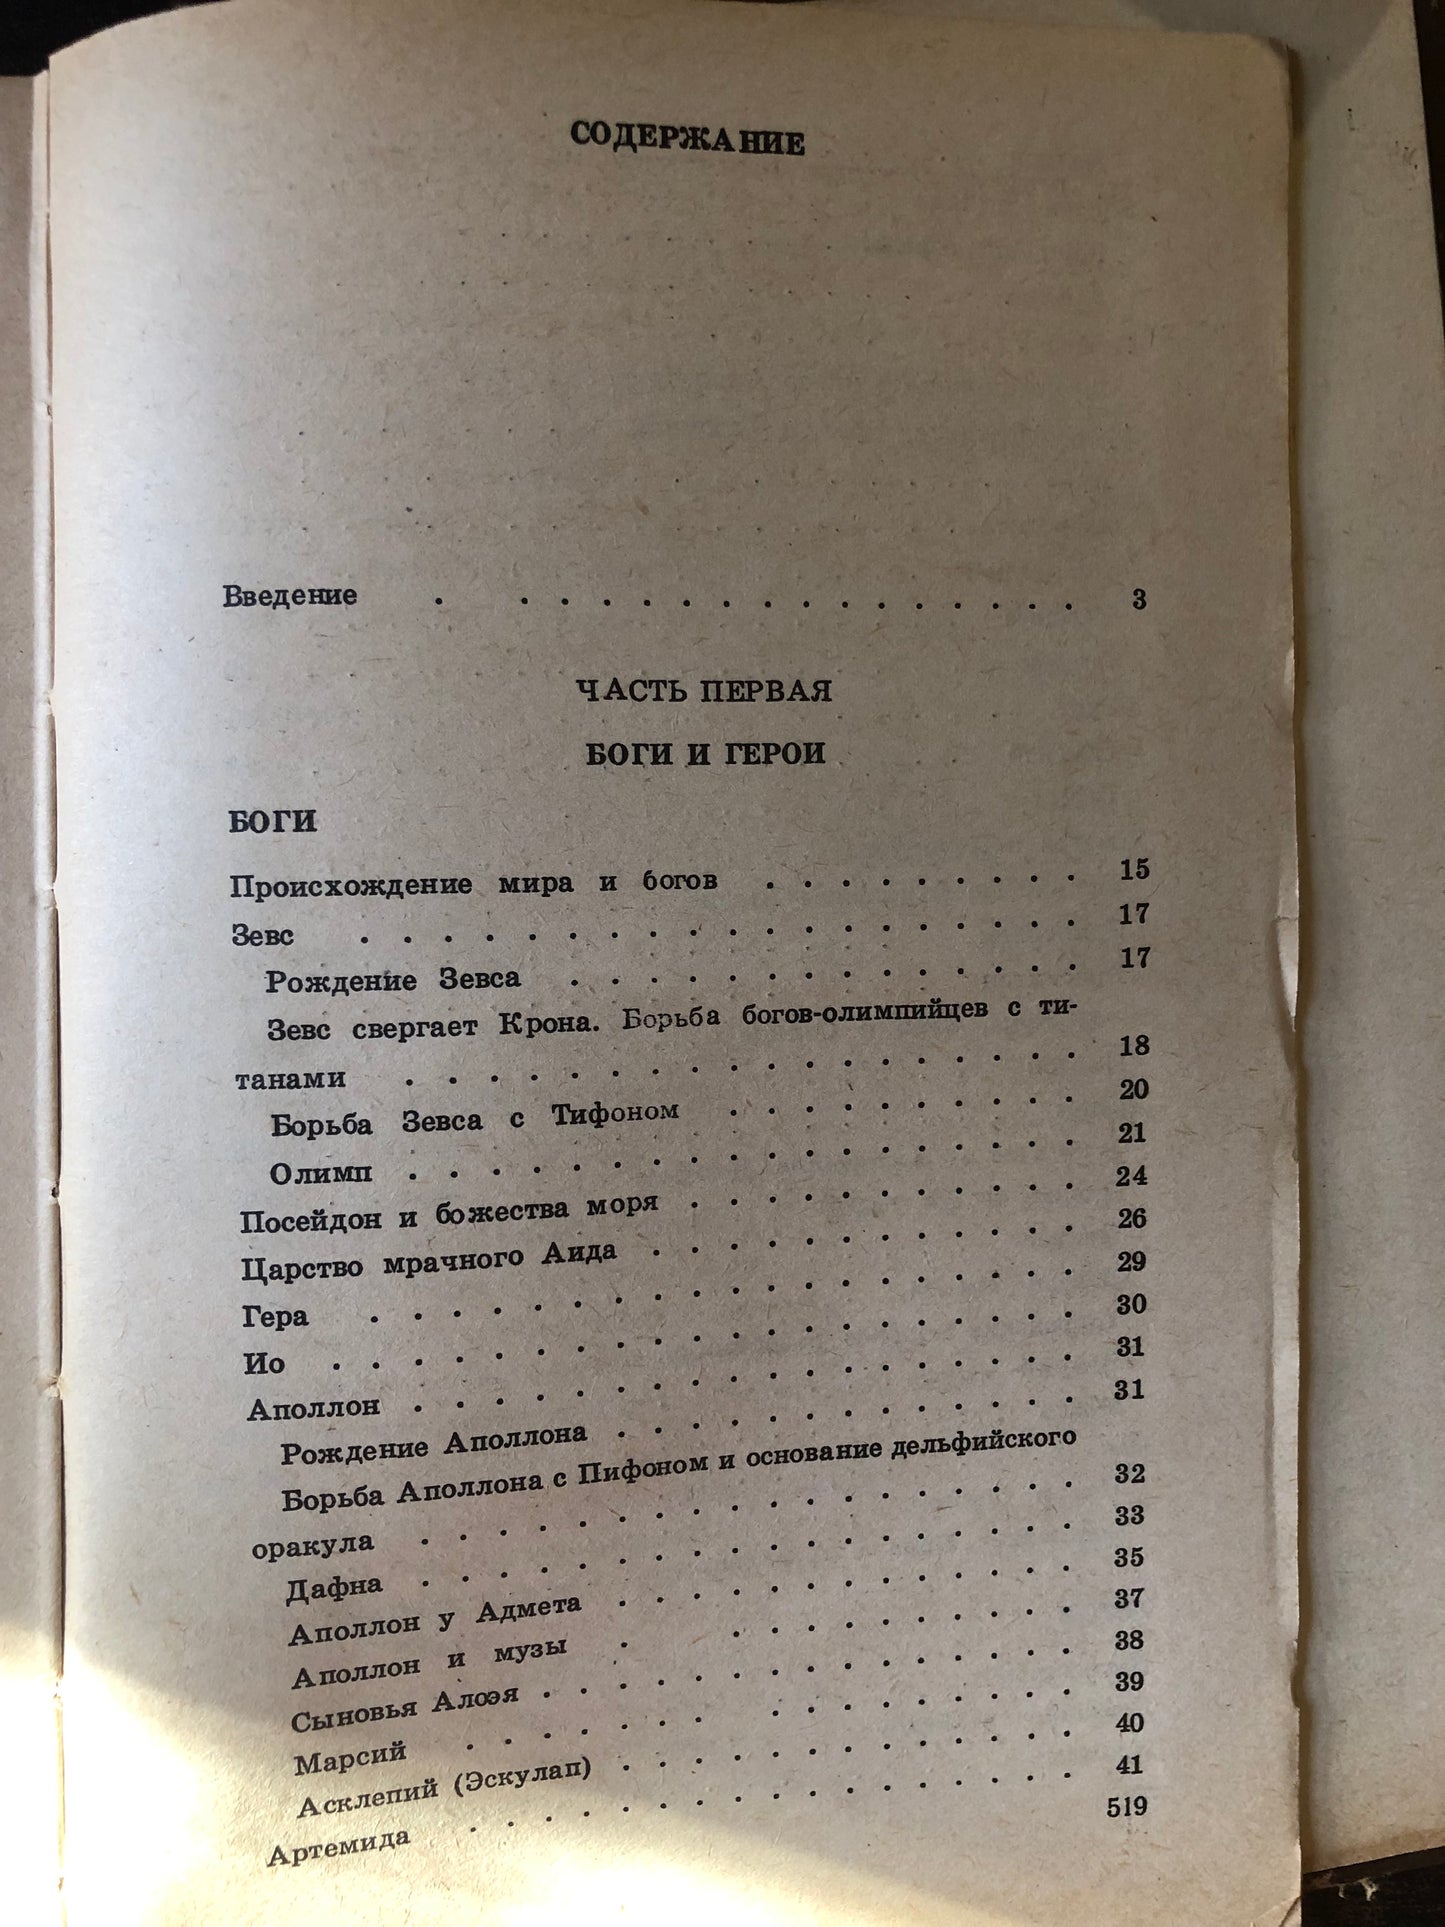 СОДЕРЖАНИЕ
Введение . . . . . . . . . . . . . . . . 3
ЧАСТЬ ПЕРВАЯ
БОГИ И ГЕРОИ
БОГИ
Происхождение мира и богов . . . . . . . . . 15
Зевс . . . . . . . . . . . . . . . . . . 17
Рождение Зевса . . . . . . . . . . . . . 17
Зевс свергает Крона. Борьба богов-олимпийцев с ти-
танами . . . . . . . . . . . . . . . . . 18
Борьба Зевса с Тифоном . . . . . . . . . . 20
Олимп . . . . . . . . . . . . . . . . . 21
Посейдон и божества моря . . . . . . . . . . . 24
Царство мрачного Аида . . . . . . . . . . . . 26
Гера . . . . . . . . . . . . . . . . . . 29
Ио . . . . . . . . . . . . . . . . . . . 30
Аполлон . . . . . . . . . . . . . . . . . 31
Рождение Аполлона . . . . . . . . . . . . 31
Борьба Аполлона с Пифоном и основание дельфийского
оракула . . . . . . . . . . . . . . . . . 32
Дафна . . . . . . . . . . . . . . . . . 33
Аполлон у Адмета . . . . . . . . . . . . 35
Аполлон и музы . . . . . . . . . . 37
Сыновья Алоэя . . . . . . . . . . . . . . 38
Марсий . . . . . . . . . . . . . . . 39
Асклепий (Эскулап) . . . . . . . . . . . . 40
Артемида . . . . . . . . . . . . . . . . 41
519